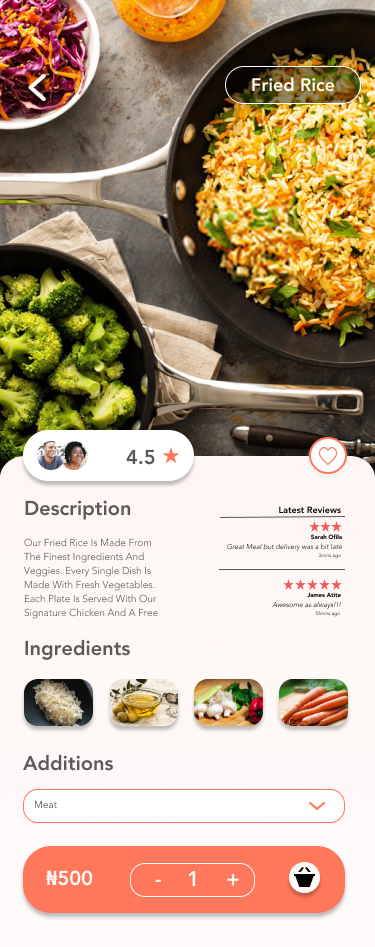 Fried Rice
4.5
Description
Our Fried Rice Is Made From
The Finest Ingredients And
Veggies. Every Single Dish Is
Made With Fresh Vegetables.
Each Plate Is Served With Our
Signature Chicken And A Free
Latest Reviews
Sarah Ofila
Great Meal but delivery was a bit late
3mins ago
James Atite
Awesome as always!!!
10mins ago
Ingredients
Additions
Meat
₦500
- 1 +